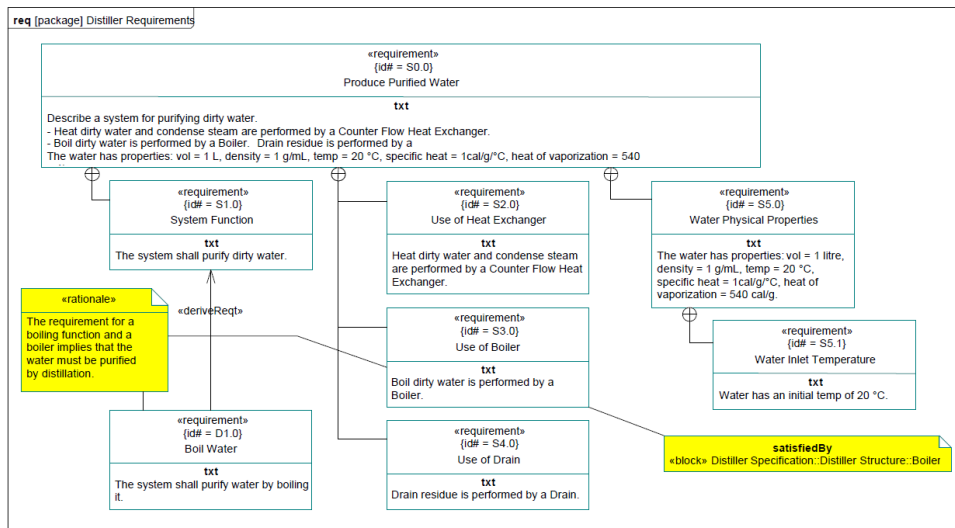 req [package] Distiller Requirements
«requirement»
{id# = S0.0}
Produce Purified Water
txt
Describe a system for purifying dirty water.
- Heat dirty water and condense steam are performed by a Counter Flow Heat Exchanger.
- Boil dirty water is performed by a Boiler.  Drain residue is performed by a
The water has properties: vol = 1 L, density = 1 g/mL, temp = 20 °C, specific heat = 1cal/g/°C, heat of vaporization = 540
«requirement»
{id# = S1.0}
System Function
txt
The system shall purify dirty water.
«requirement»
{id# = S2.0}
Use of Heat Exchanger
txt
Heat dirty water and condense steam
are performed by a Counter Flow Heat
Exchanger.
«requirement»
{id# = S5.0}
Water Physical Properties
txt
The water has properties: vol = 1 litre,
density = 1 g/mL, temp = 20 °C,
specific heat = 1cal/g/°C, heat of
vaporization = 540 cal/g.
«rationale»
The requirement for a
boiling function and a
boiler implies that the
water must be purified
by distillation.
«deriveReqt»
«requirement»
{id# = S3.0}
Use of Boiler
txt
Boil dirty water is performed by a
Boiler.
«requirement»
{id# = S5.1}
Water Inlet Temperature
txt
Water has an initial temp of 20 °C.
«requirement»
{id# = D1.0}
Boil Water
txt
The system shall purify water by boiling
it.
«requirement»
{id# = S4.0}
Use of Drain
txt
Drain residue is performed by a Drain.
satisfiedBy
«block» Distiller Specification::Distiller Structure::Boiler